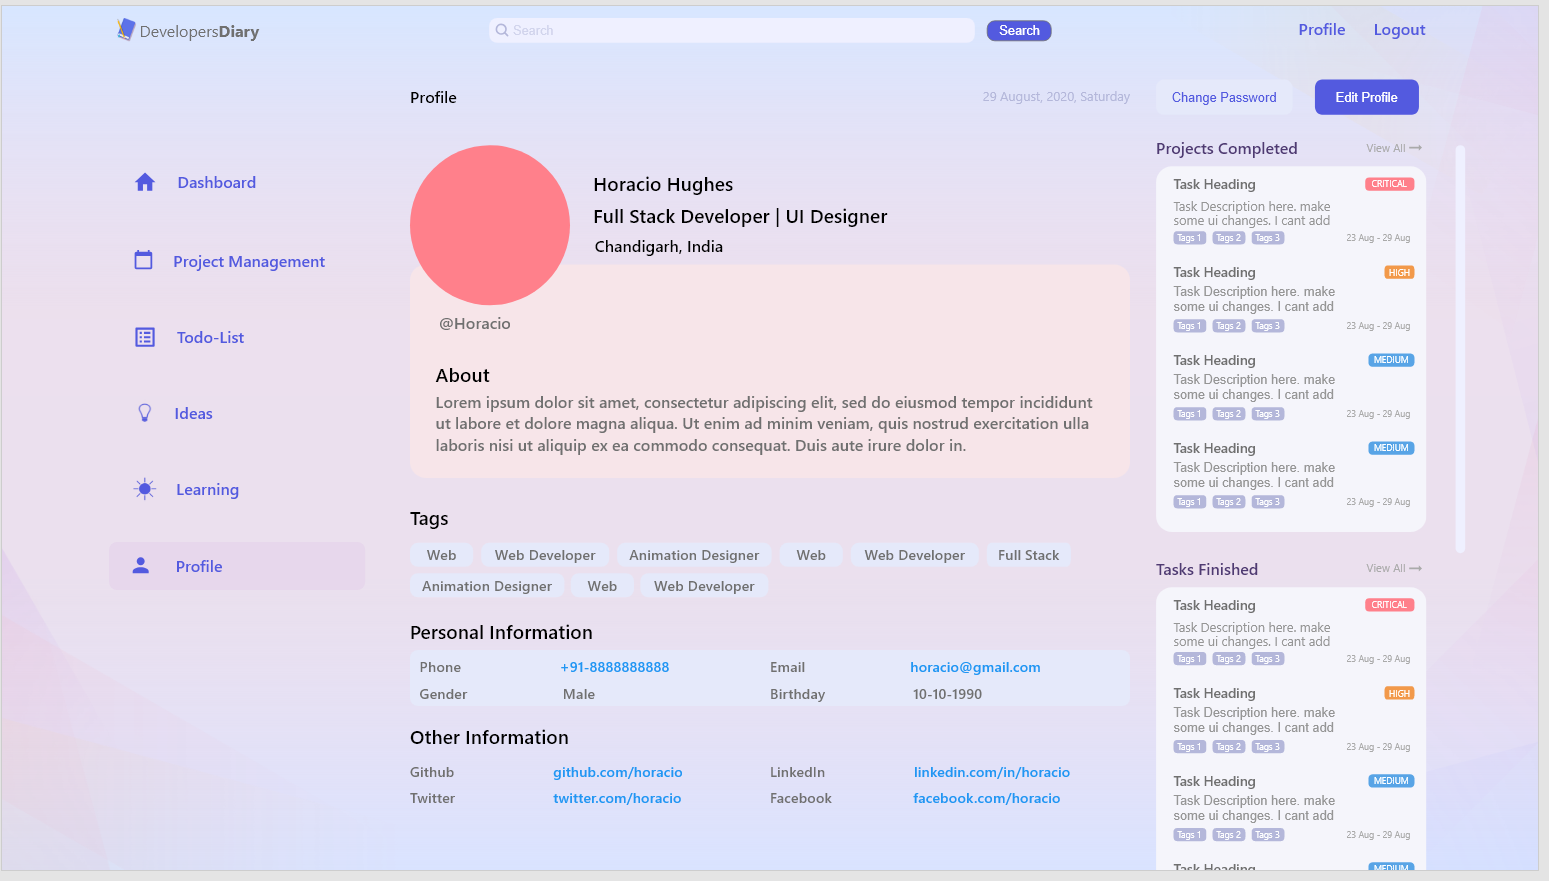 DevelopersDiary
Search
Search
Profile
Logout
Profile
29 August, 2020, Saturday
Change Password
Edit Profile
Dashboard
Project Management
Todo-List
Ideas
Learning
Profile
Horacio Hughes
Full Stack Developer | UI Designer
Chandigarh, India
@Horacio
About
Lorem ipsum dolor sit amet, consectetur adipiscing elit, sed do eiusmod tempor incididunt
ut labore et dolore magna aliqua. Ut enim ad minim veniam, quis nostrud exercitation ulla
laboris nisi ut aliquip ex ea commodo consequat. Duis aute irure dolor in.
Tags
Web Web Developer Animation Designer Web Web Developer Full Stack
Animation Designer Web Web Developer
Personal Information
Phone +91-8888888888 Email horacio@gmail.com
Gender Male Birthday 10-10-1990
Other Information
Github github.com/horacio LinkedIn linkedin.com/in/horacio
Twitter twitter.com/horacio Facebook facebook.com/horacio
Projects Completed View All
Task Heading CRITICAL
Task Description here. make
some ui changes. I cant add
Tags 1 Tags 2 Tags 3 23 Aug - 29 Aug
Task Heading HIGH
Task Description here. make
some ui changes. I cant add
Tags 1 Tags 2 Tags 3 23 Aug - 29 Aug
Task Heading MEDIUM
Task Description here. make
some ui changes. I cant add
Tags 1 Tags 2 Tags 3 23 Aug - 29 Aug
Task Heading MEDIUM
Task Description here. make
some ui changes. I cant add
Tags 1 Tags 2 Tags 3 23 Aug - 29 Aug
Tasks Finished View All
Task Heading CRITICAL
Task Description here. make
some ui changes. I cant add
Tags 1 Tags 2 Tags 3 23 Aug - 29 Aug
Task Heading HIGH
Task Description here. make
some ui changes. I cant add
Tags 1 Tags 2 Tags 3 23 Aug - 29 Aug
Task Heading MEDIUM
Task Description here. make
some ui changes. I cant add
Tags 1 Tags 2 Tags 3 23 Aug - 29 Aug
Task Heading MEDIUM